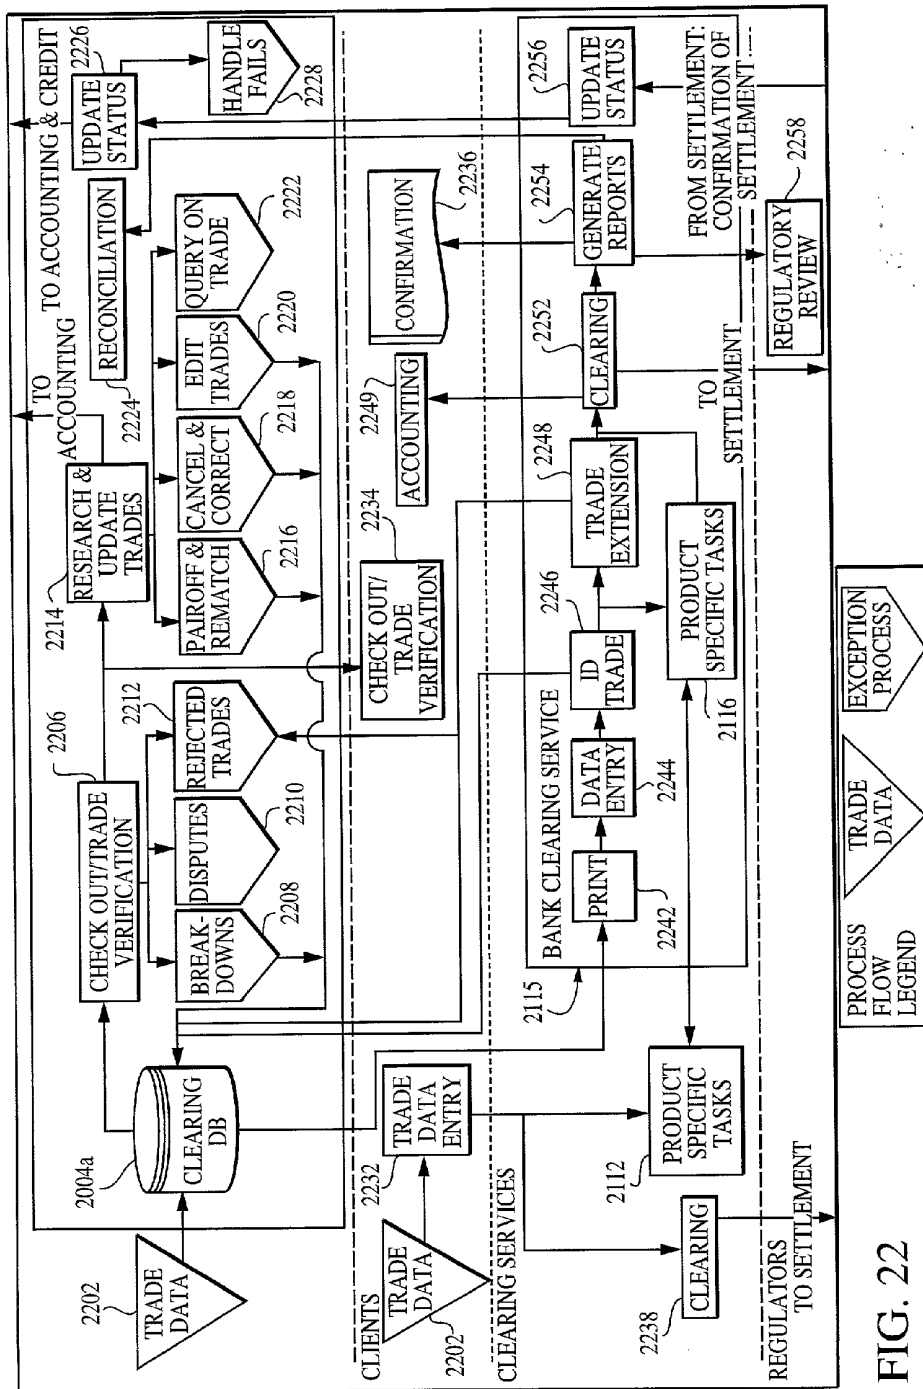 TO ACCOUNTING & CREDIT
TO
ACCOUNTING
2202
TRADE
DATA
2004a
CLEARING
DB
2206
CHECK OUT/TRADE
VERIFICATION
BREAK-
DOWNS
2208
DISPUTES
2210
REJECTED
TRADES
2212
2214
RESEARCH &
UPDATE
TRADES
PAIROFF &
REMATCH
2216
CANCEL &
CORRECT
2218
EDIT
TRADES
2220
QUERY ON
TRADE
2222
RECONCILIATION
2224
UPDATE
STATUS
2226
HANDLE
FAILS
2228
CLIENTS
TRADE
DATA
2202
2232
TRADE
DATA
ENTRY
CHECK OUT/
TRADE
VERIFICATION
2234
2249
ACCOUNTING
CONFIRMATION
2236
CLEARING SERVICES
2238
CLEARING
2112
PRODUCT
SPECIFIC
TASKS
2115
BANK CLEARING SERVICE
PRINT
2242
DATA
ENTRY
2244
ID
TRADE
2246
TRADE
EXTENSION
2248
PRODUCT
SPECIFIC TASKS
2116
CLEARING
2252
GENERATE
REPORTS
2254
UPDATE
STATUS
2256
FROM SETTLEMENT:
CONFIRMATION OF
SETTLEMENT
TO
SETTLEMENT
REGULATORS
TO SETTLEMENT
REGULATORY
REVIEW
2258
PROCESS
FLOW
LEGEND
TRADE
DATA
EXCEPTION
PROCESS
FIG. 22